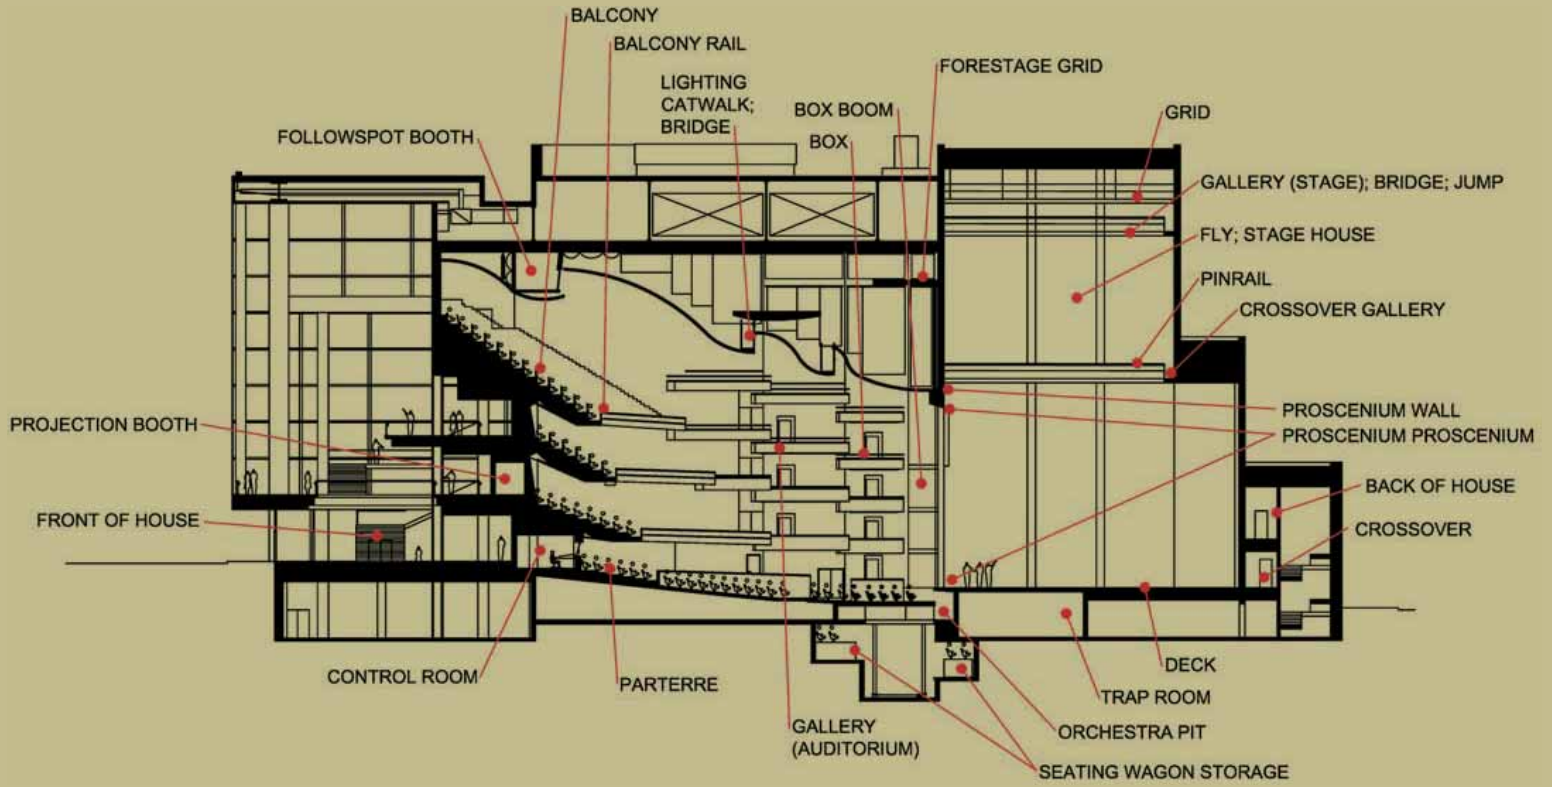 BALCONY
BALCONY RAIL
FORESTAGE GRID
LIGHTING
CATWALK;
BRIDGE
BOX BOOM
GRID
FOLLOWSPOT BOOTH
BOX
GALLERY (STAGE); BRIDGE; JUMP
FLY; STAGE HOUSE
PINRAIL
CROSSOVER GALLERY
PROSCENIUM WALL
PROJECTION BOOTH
PROSCENIUM PROSCENIUM
BACK OF HOUSE
FRONT OF HOUSE
CROSSOVER
CONTROL ROOM
PARTERRE
DECK
TRAP ROOM
GALLERY
(AUDITORIUM)
ORCHESTRA PIT
SEATING WAGON STORAGE